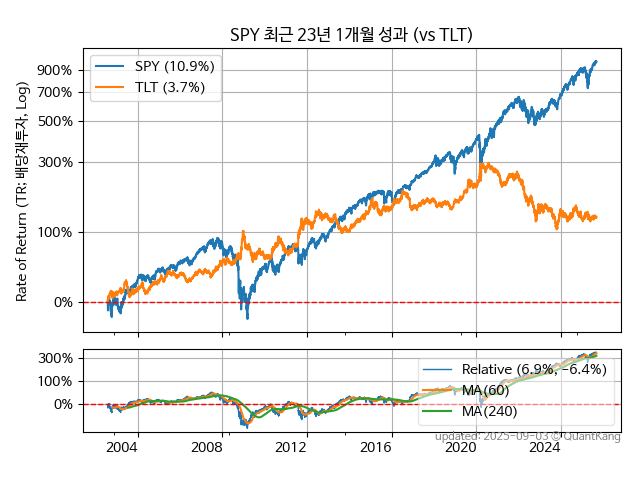 SPY 최근 23년 1개월 성과 (vs TLT)
Rate of Return (TR: 배당재투자, Log)
900%
700%
500%
300%
100%
0%
SPY (10.9%)
TLT (3.7%)
300%
100%
0%
Relative (6.9%, −6.4%)
MA(60)
MA(240)
updated: 2025-09-03 © QuantKang
2004
2008
2012
2016
2020
2024